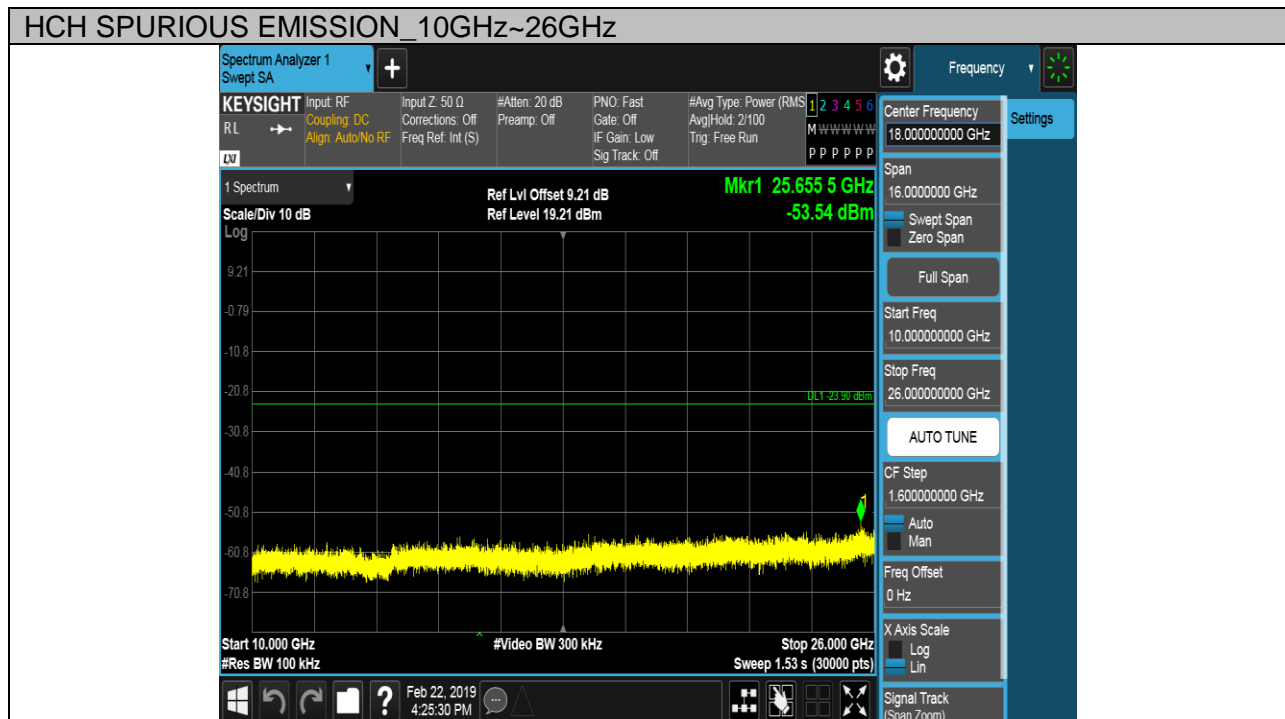 HCH SPURIOUS EMISSION_10GHz~26GHz
Spectrum Analyzer 1
Swept SA
+
Frequency
KEYSIGHT
RL
LXI
Input: RF
Coupling: DC
Align: Auto/No RF
Input Z: 50 Ω
Corrections: Off
Freq Ref: Int (S)
#Atten: 20 dB
Preamp: Off
PNO: Fast
Gate: Off
IF Gain: Low
Sig Track: Off
#Avg Type: Power (RMS
Avg|Hold: 2/100
Trig: Free Run
1 2 3 4 5 6
M W W W W W
P P P P P P
1 Spectrum
Scale/Div 10 dB
Ref Lvl Offset 9.21 dB
Ref Level 19.21 dBm
Mkr1 25.655 5 GHz
-53.54 dBm
Log
9.21
-0.79
-10.8
-20.8
-30.8
-40.8
-50.8
-60.8
-70.8
DL1 -23.90 dBm
1
Start 10.000 GHz
#Res BW 100 kHz
#Video BW 300 kHz
Stop 26.000 GHz
Sweep 1.53 s (30000 pts)
?
Feb 22, 2019
4:25:30 PM
Center Frequency
18.000000000 GHz
Span
16.0000000 GHz
Swept Span
Zero Span
Full Span
Start Freq
10.000000000 GHz
Stop Freq
26.000000000 GHz
AUTO TUNE
CF Step
1.600000000 GHz
Auto
Man
Freq Offset
0 Hz
X Axis Scale
Log
Lin
Signal Track
(Span Zoom)
Settings